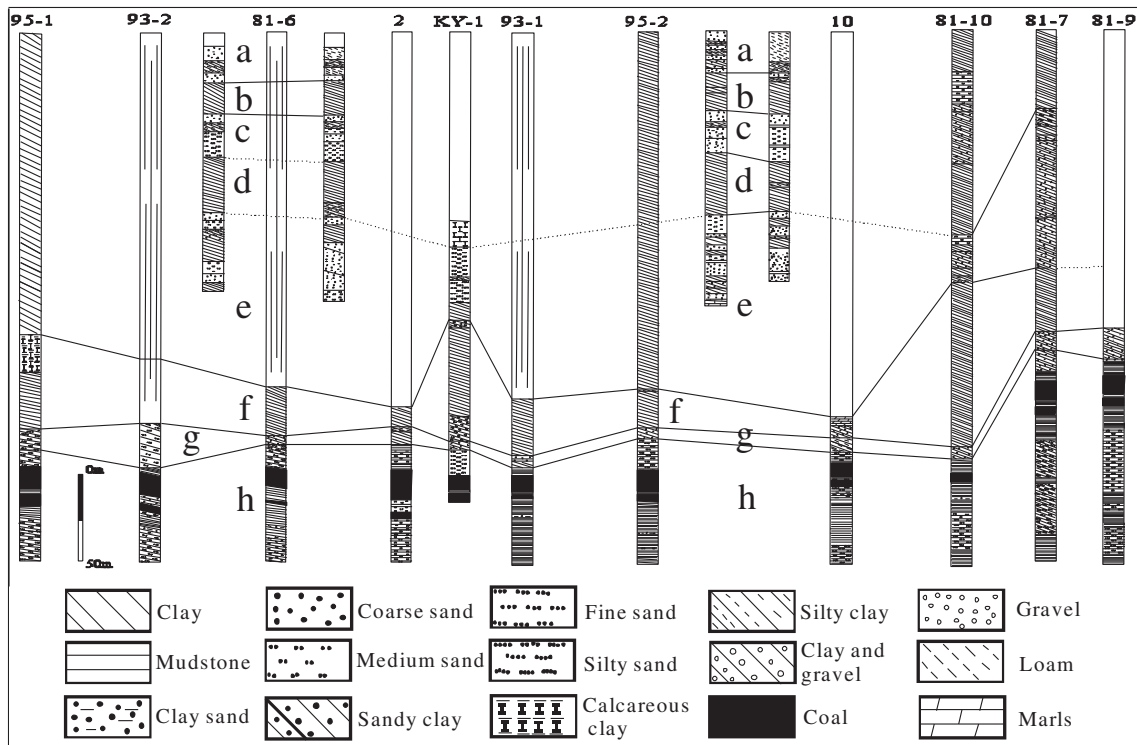 95-1 93-2 81-6 2 KY-1 93-1 95-2 10 81-10 81-7 81-9
a a
b b
c c
d d
e e
f f
g g
h h
0m
50m
Clay Coarse sand Fine sand Silty clay Gravel
Mudstone Medium sand Silty sand Clay and gravel Loam
Clay sand Sandy clay Calcareous clay Coal Marls